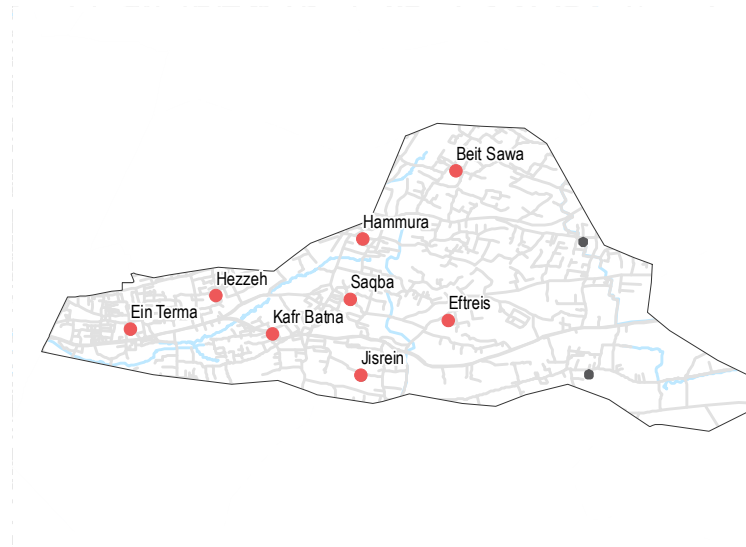 Beit Sawa
Hammura
Hezzeh
Saqba
Ein Terma
Kafr Batna
Eftreis
Jisrein